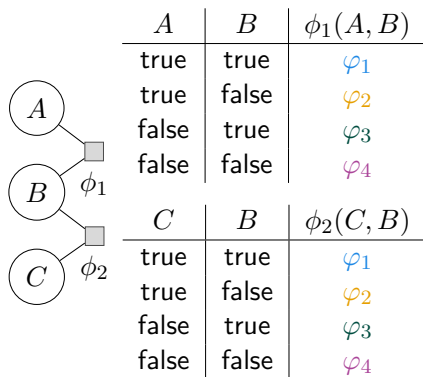 A B ϕ₁(A, B)
true true φ₁
true false φ₂
false true φ₃
false false φ₄
A
ϕ₁
B
ϕ₂
C
C B ϕ₂(C, B)
true true φ₁
true false φ₂
false true φ₃
false false φ₄